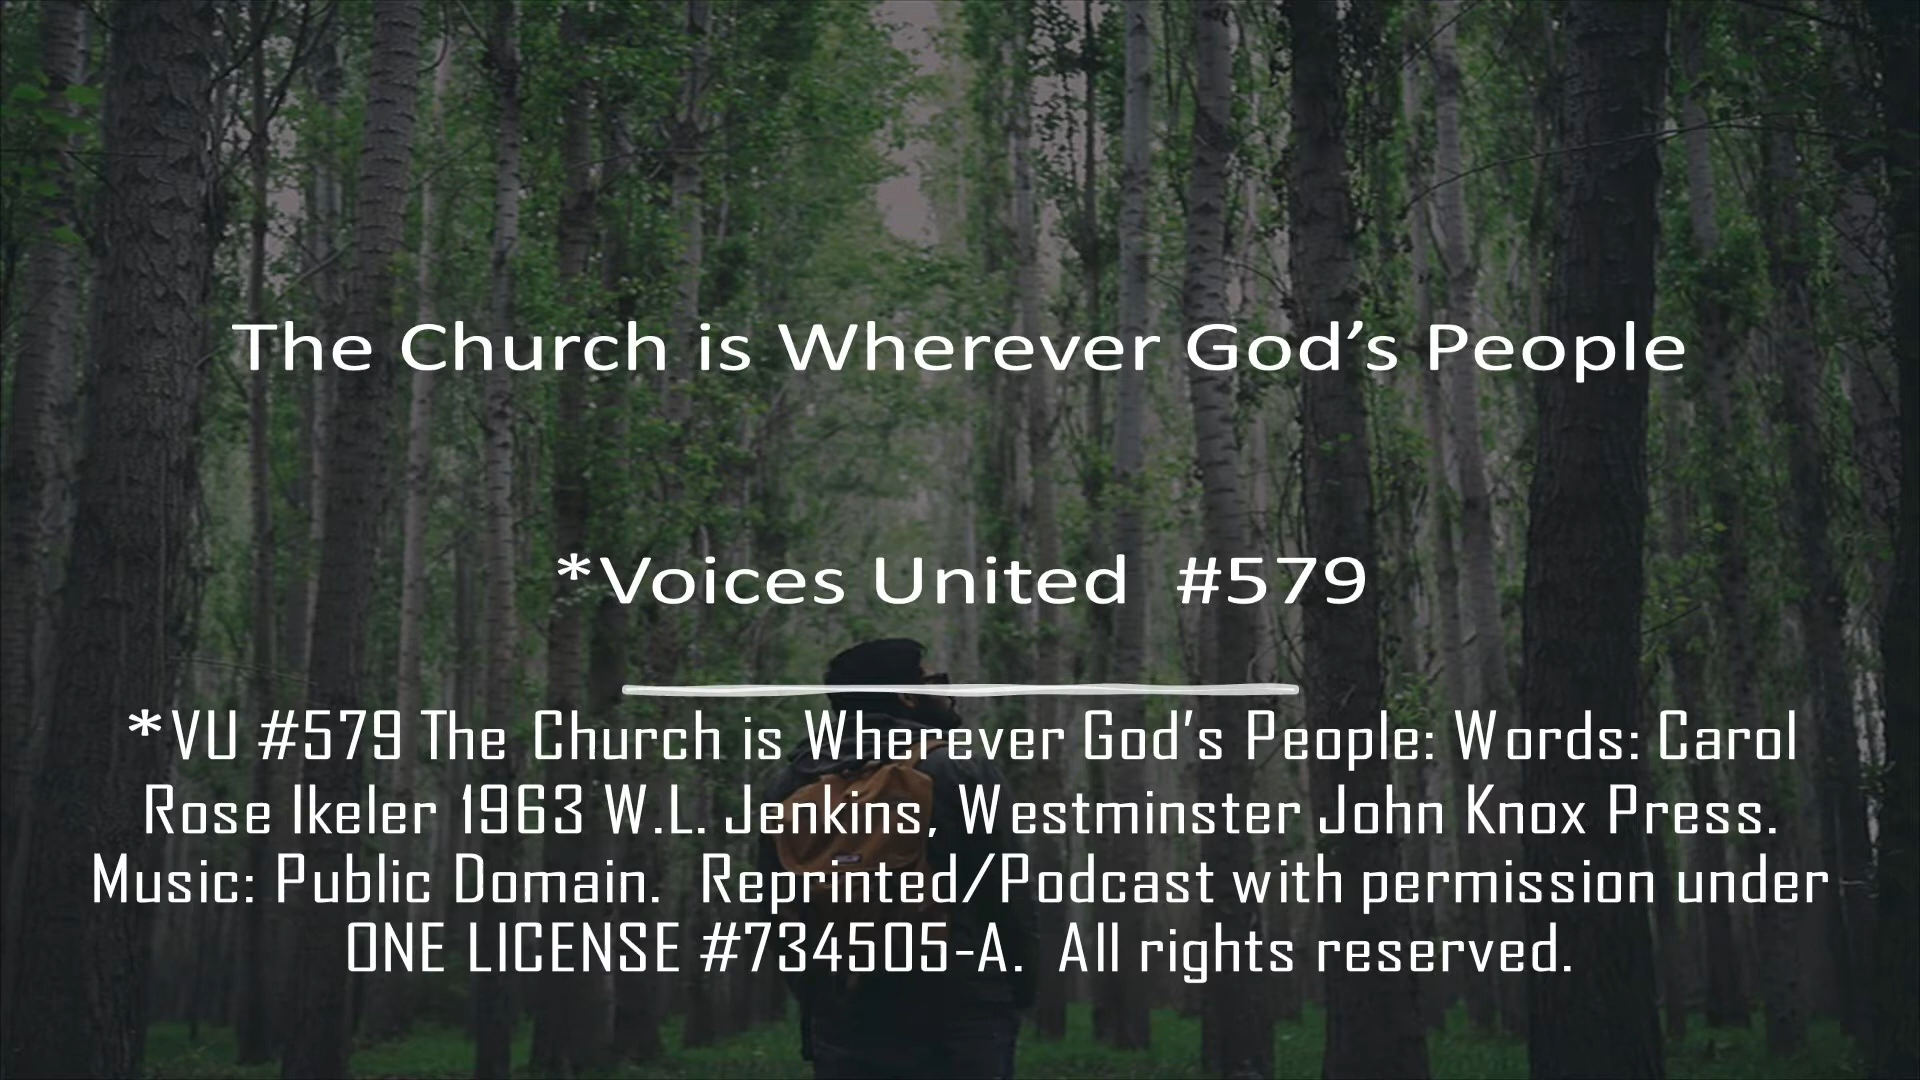 The Church is Wherever God’s People
*Voices United  #579
*VU #579 The Church is Wherever God’s People: Words: Carol
Rose Ikeler 1963 W.L. Jenkins, Westminster John Knox Press.
Music: Public Domain.  Reprinted/Podcast with permission under
ONE LICENSE #734505-A.  All rights reserved.